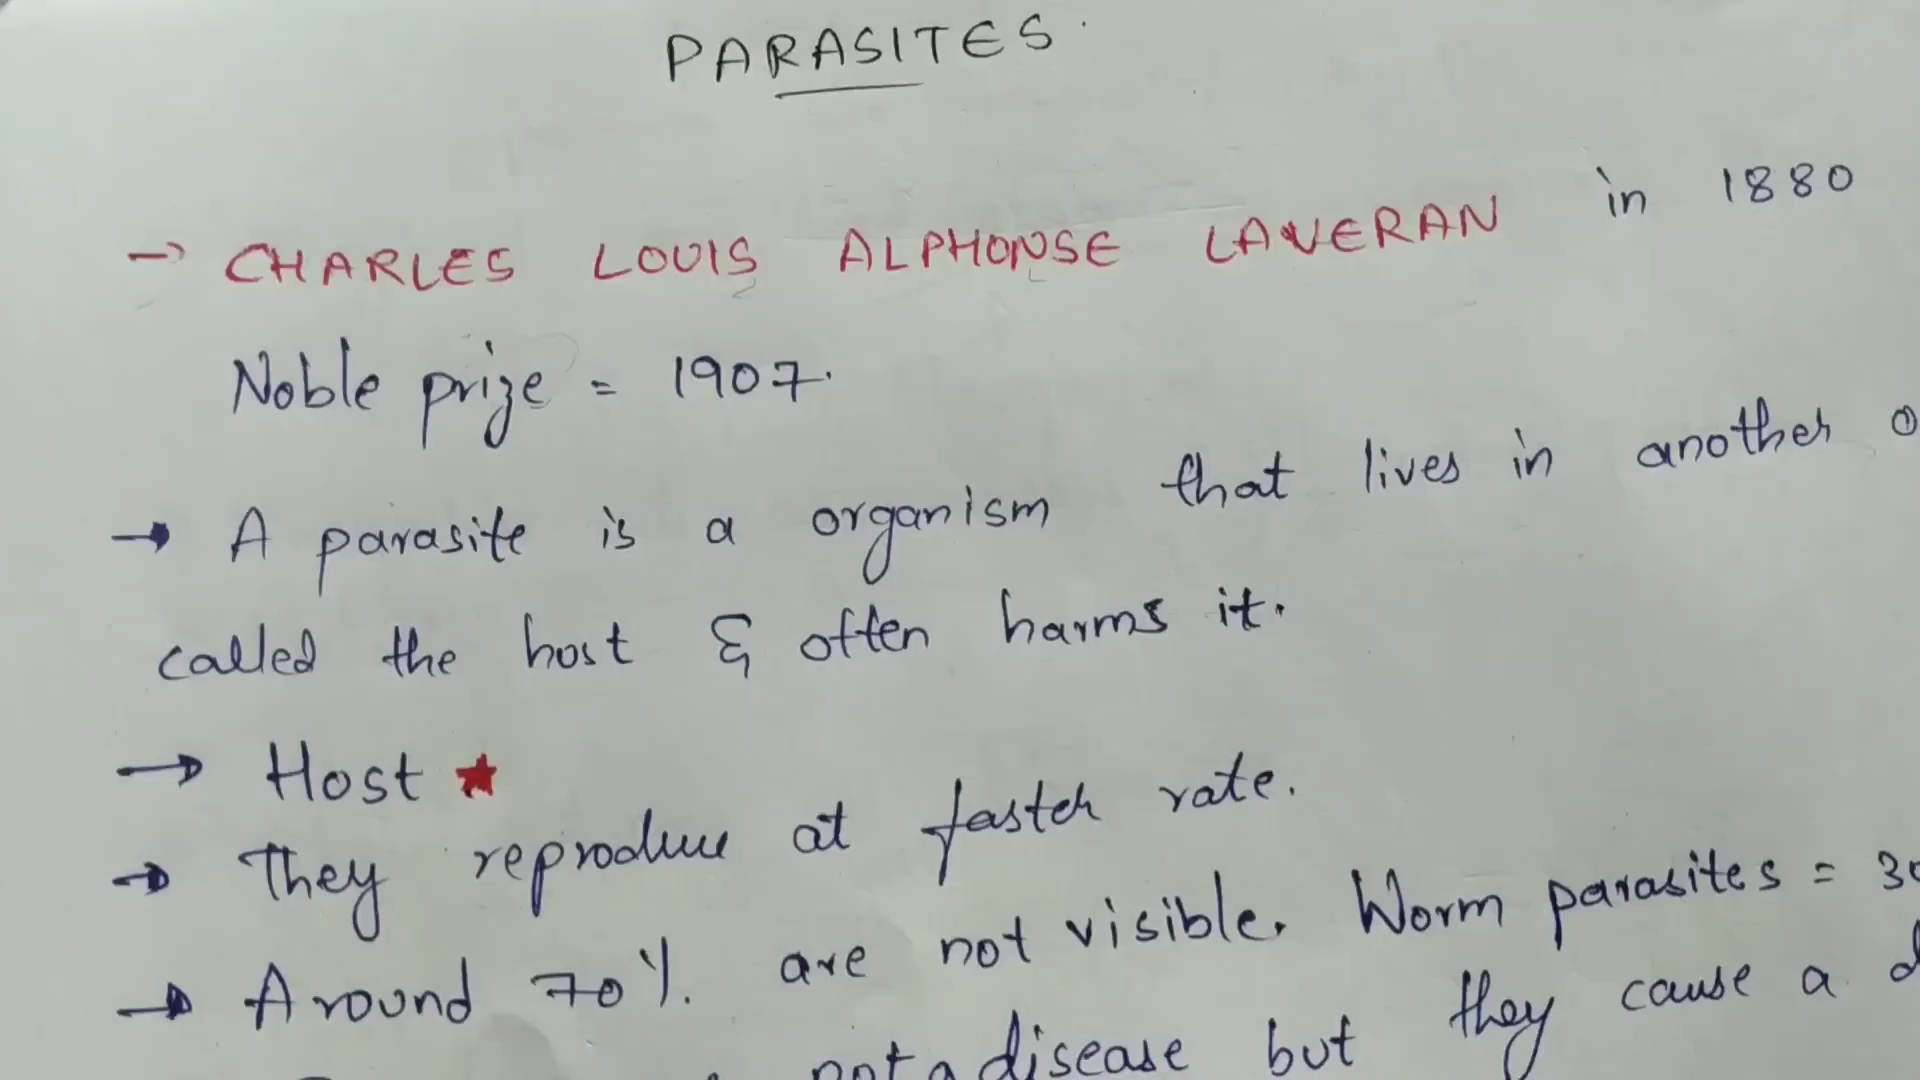 PARASITES
→ CHARLES LOUIS ALPHONSE LAVERAN in 1880
Noble prize = 1907.
→ A parasite is a organism that lives in another
called the host & often harms it.
→ Host ★
→ They reproduce at faster rate.
→ Around 70% are not visible. Worm parasites = 30
not a disease but they cause a